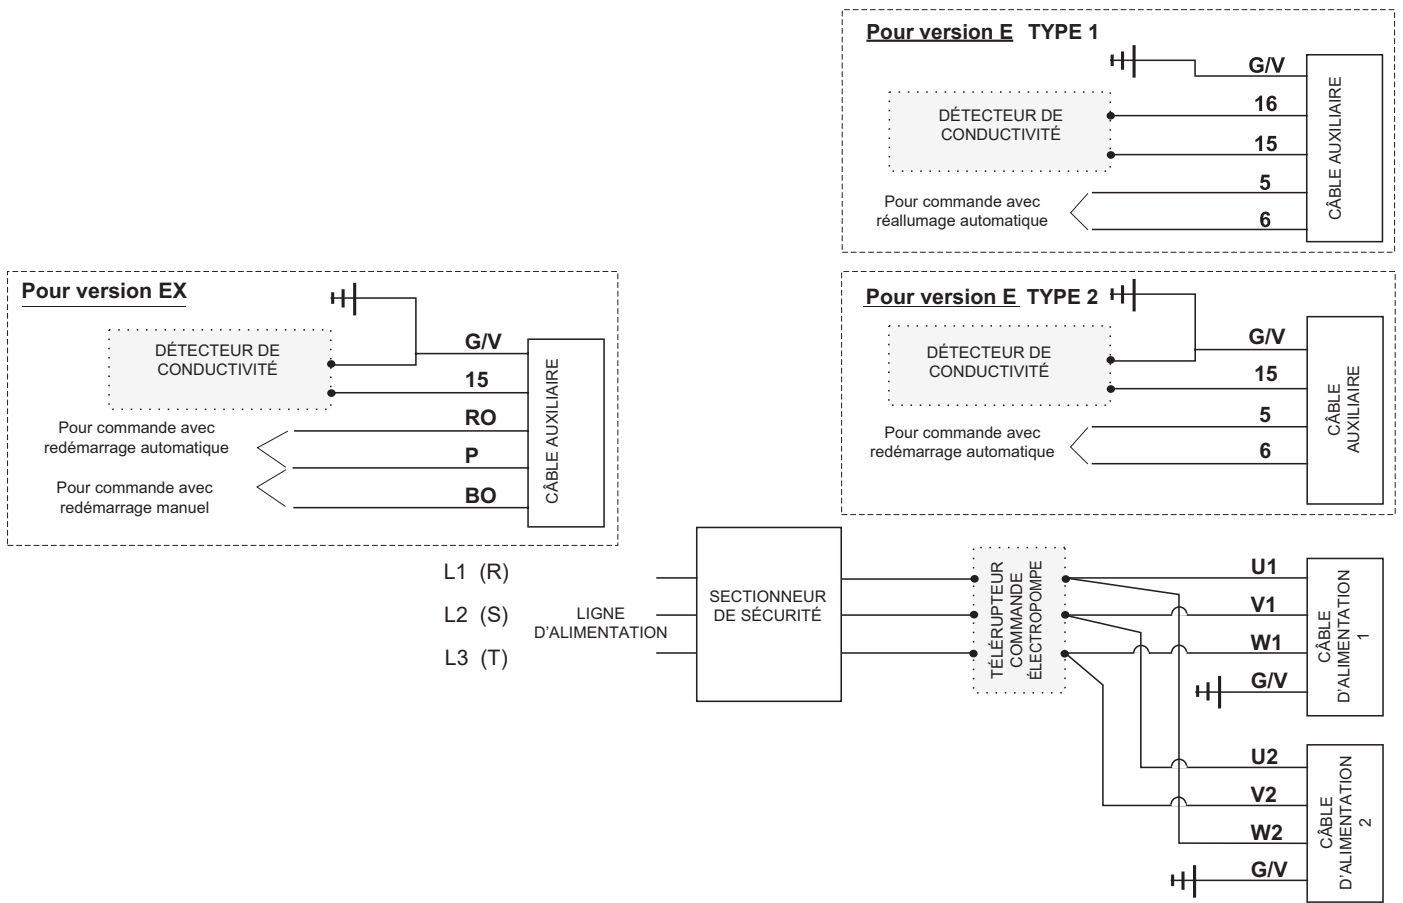 Pour version E TYPE 1
G/V
16
15
5
6
DÉTECTEUR DE
CONDUCTIVITÉ
Pour commande avec
réallumage automatique
CÂBLE AUXILIAIRE
Pour version EX
G/V
15
RO
P
BO
DÉTECTEUR DE
CONDUCTIVITÉ
Pour commande avec
redémarrage automatique
Pour commande avec
redémarrage manuel
CÂBLE AUXILIAIRE
Pour version E TYPE 2
G/V
15
5
6
DÉTECTEUR DE
CONDUCTIVITÉ
Pour commande avec
redémarrage automatique
CÂBLE
AUXILIAIRE
L1 (R)
L2 (S)
L3 (T)
LIGNE
D'ALIMENTATION
SECTIONNEUR
DE SÉCURITÉ
TÉLÉRUPTEUR
COMMANDE
ÉLECTROPOMPE
U1
V1
W1
G/V
CÂBLE
D'ALIMENTATION
1
U2
V2
W2
G/V
CÂBLE
D'ALIMENTATION
2